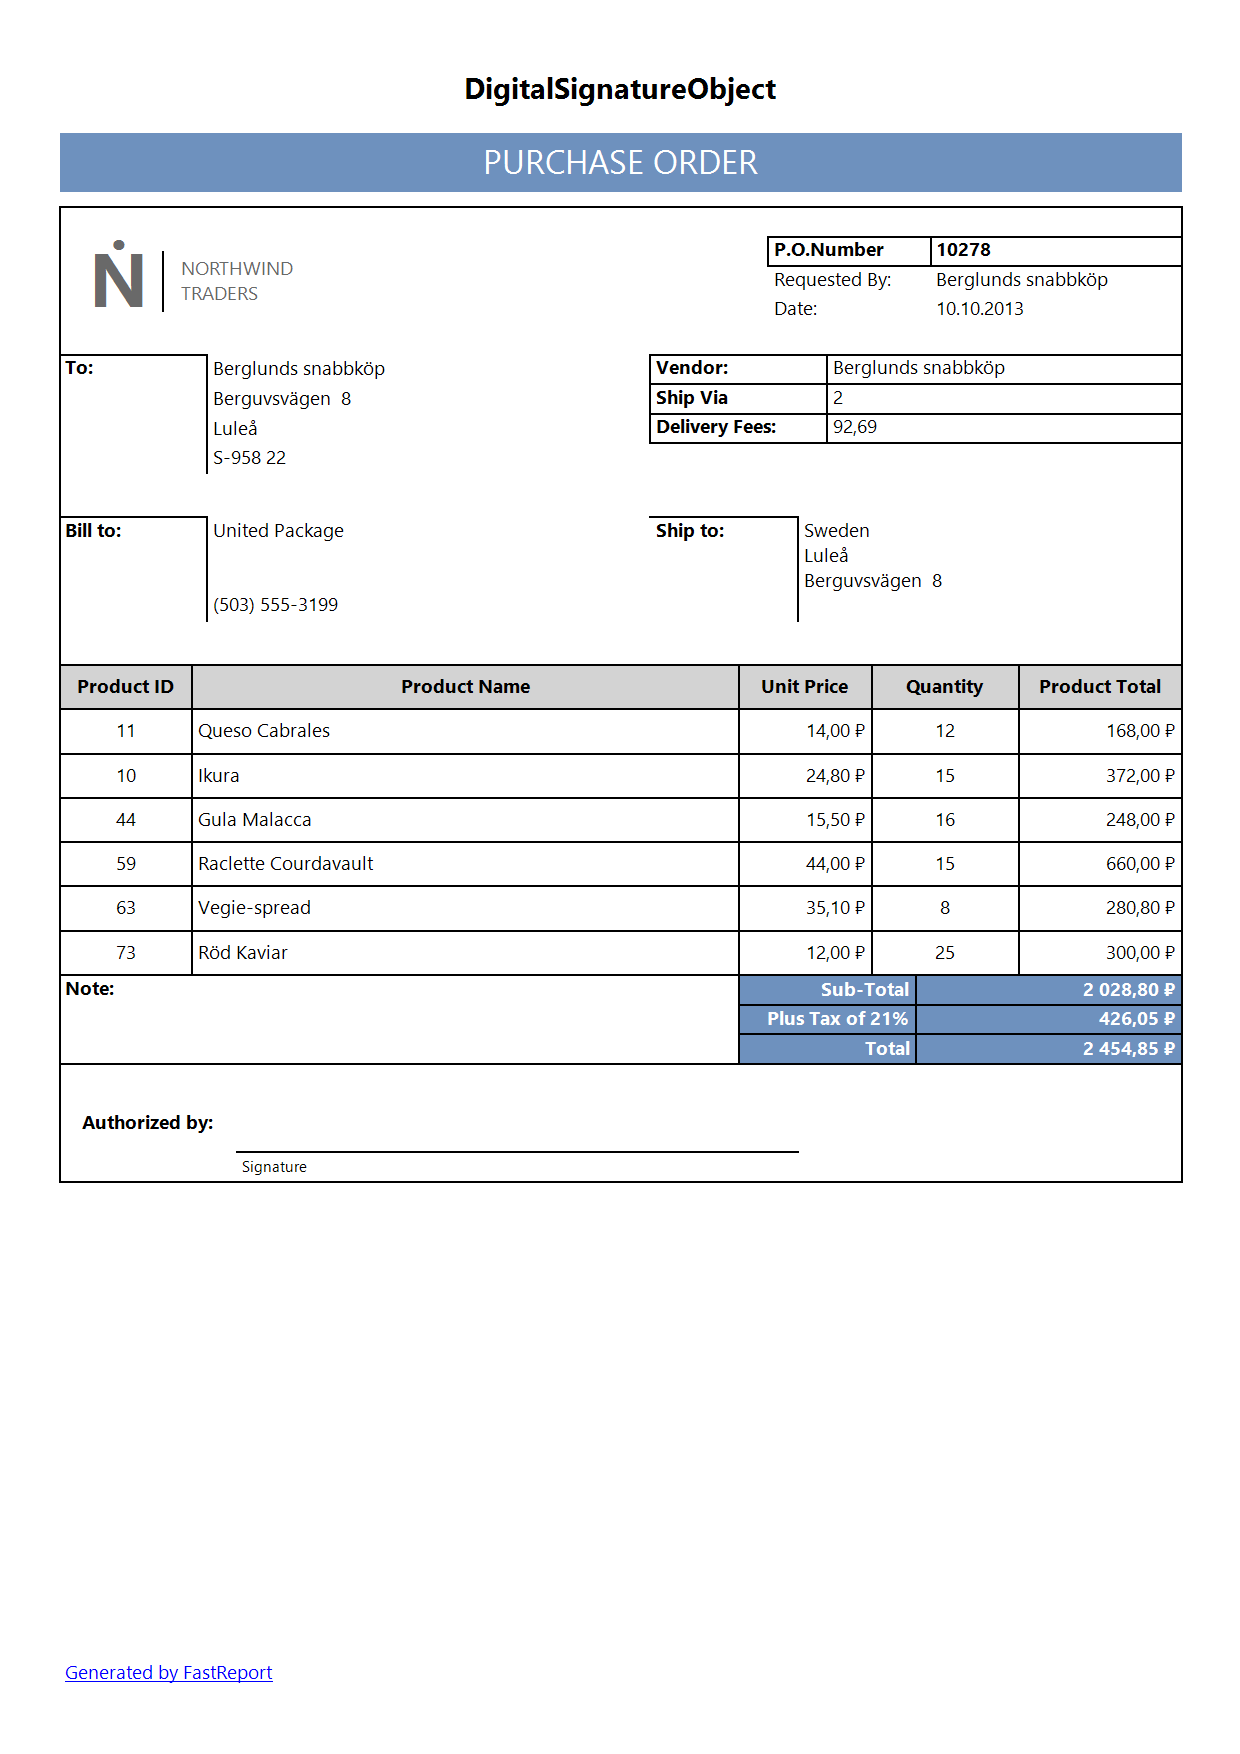 DigitalSignatureObject
PURCHASE ORDER
NORTHWIND
TRADERS
P.O.Number 10278
Requested By: Berglunds snabbköp
Date: 10.10.2013
To: Berglunds snabbköp
Berguvsvägen  8
Luleå
S-958 22
Vendor: Berglunds snabbköp
Ship Via 2
Delivery Fees: 92,69
Bill to: United Package
(503) 555-3199
Ship to: Sweden
Luleå
Berguvsvägen  8
Product ID Product Name Unit Price Quantity Product Total
11 Queso Cabrales 14,00 ₽ 12 168,00 ₽
10 Ikura 24,80 ₽ 15 372,00 ₽
44 Gula Malacca 15,50 ₽ 16 248,00 ₽
59 Raclette Courdavault 44,00 ₽ 15 660,00 ₽
63 Vegie-spread 35,10 ₽ 8 280,80 ₽
73 Röd Kaviar 12,00 ₽ 25 300,00 ₽
Note:
Sub-Total 2 028,80 ₽
Plus Tax of 21% 426,05 ₽
Total 2 454,85 ₽
Authorized by:
Signature
Generated by FastReport